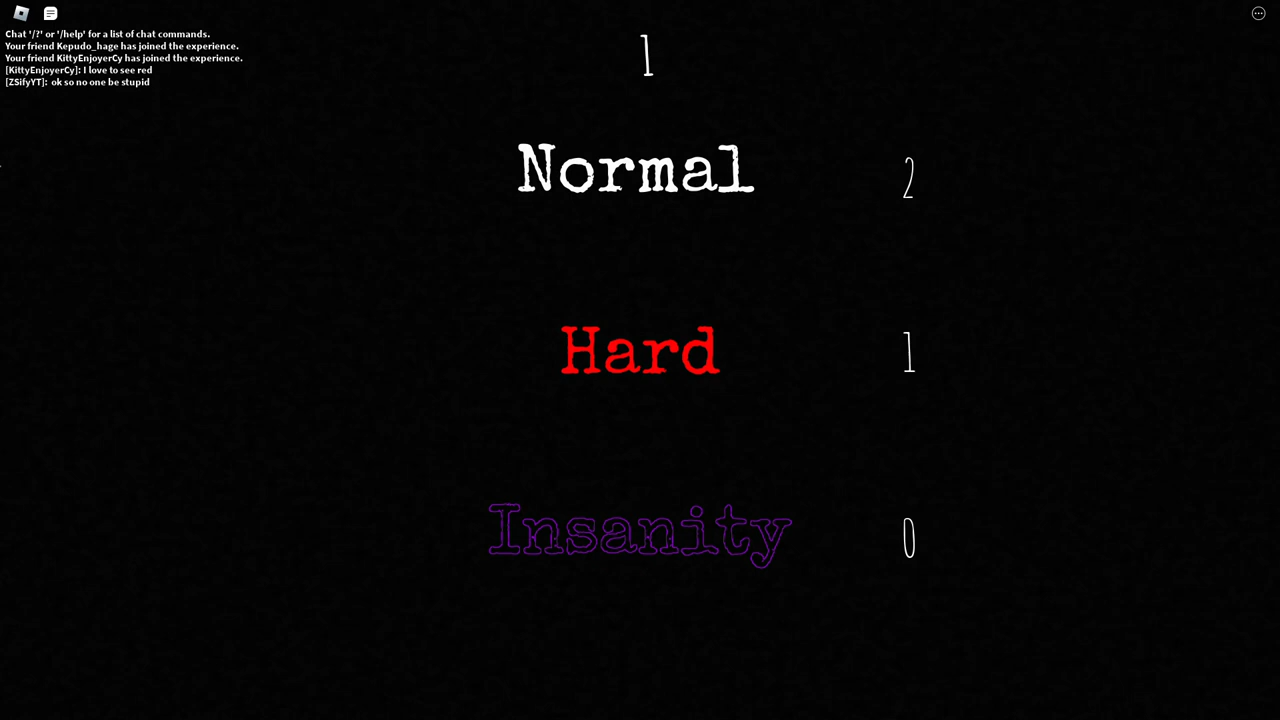 Chat '/?' or '/help' for a list of chat commands.
Your friend Kepudo_hage has joined the experience.
Your friend KittyEnjoyerCy has joined the experience.
[KittyEnjoyerCy]: I love to see red
[ZSifyYT]: ok so no one be stupid
1
Normal 2
Hard 1
Insanity 0